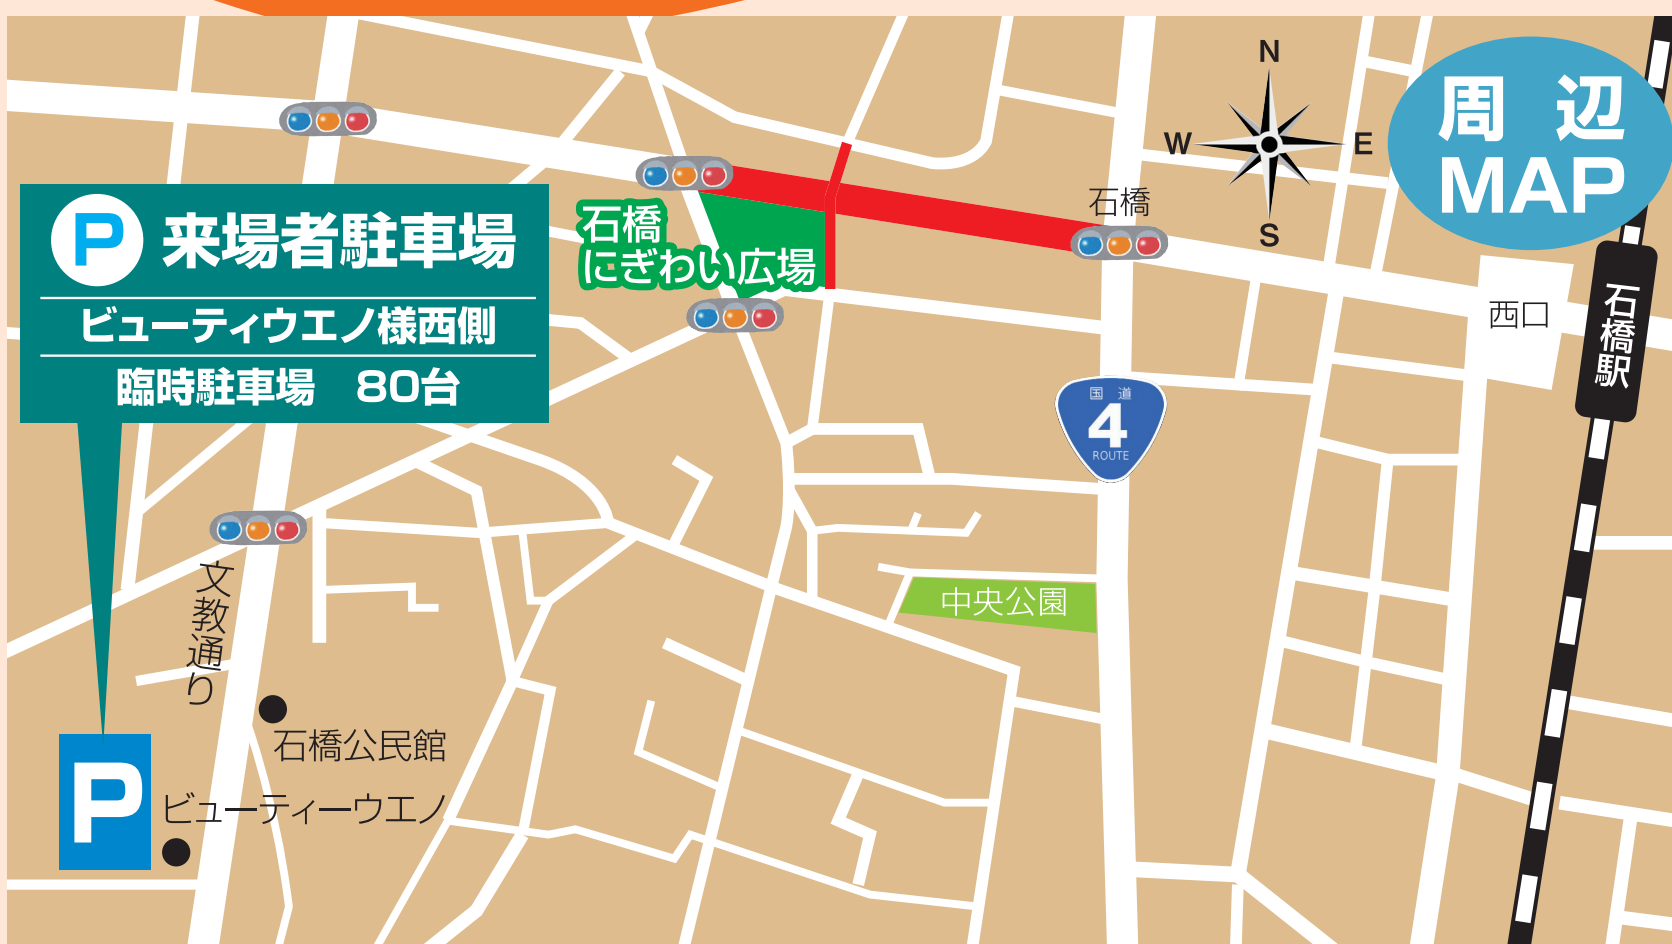 周 辺
MAP
N
W
E
S
P 来場者駐車場
ビューティウエノ様西側
臨時駐車場 80台
石橋
にぎわい広場
石橋
西口
石橋駅
国 道
4
ROUTE
中央公園
文教通り
石橋公民館
ビューティーウエノ
P